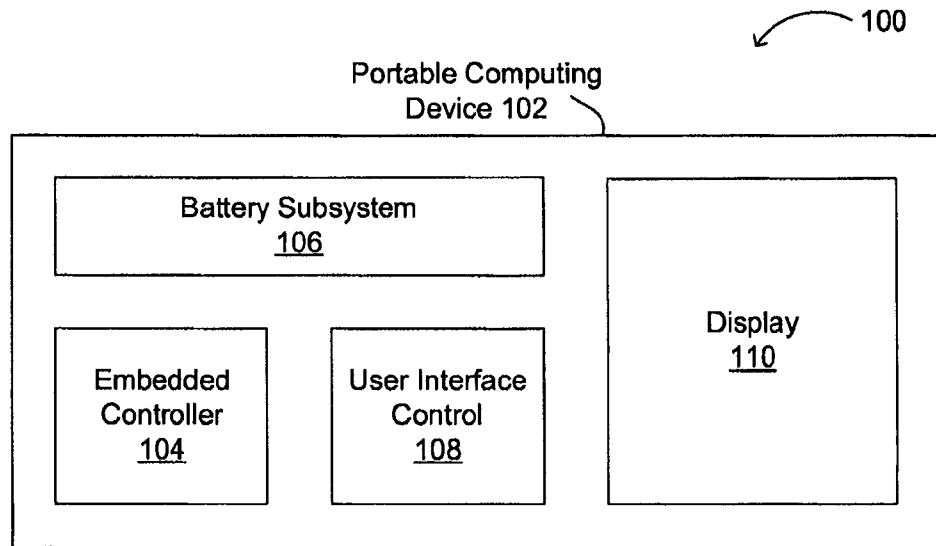 100
Portable Computing
Device 102
Battery Subsystem
106
Embedded
Controller
104
User Interface
Control
108
Display
110